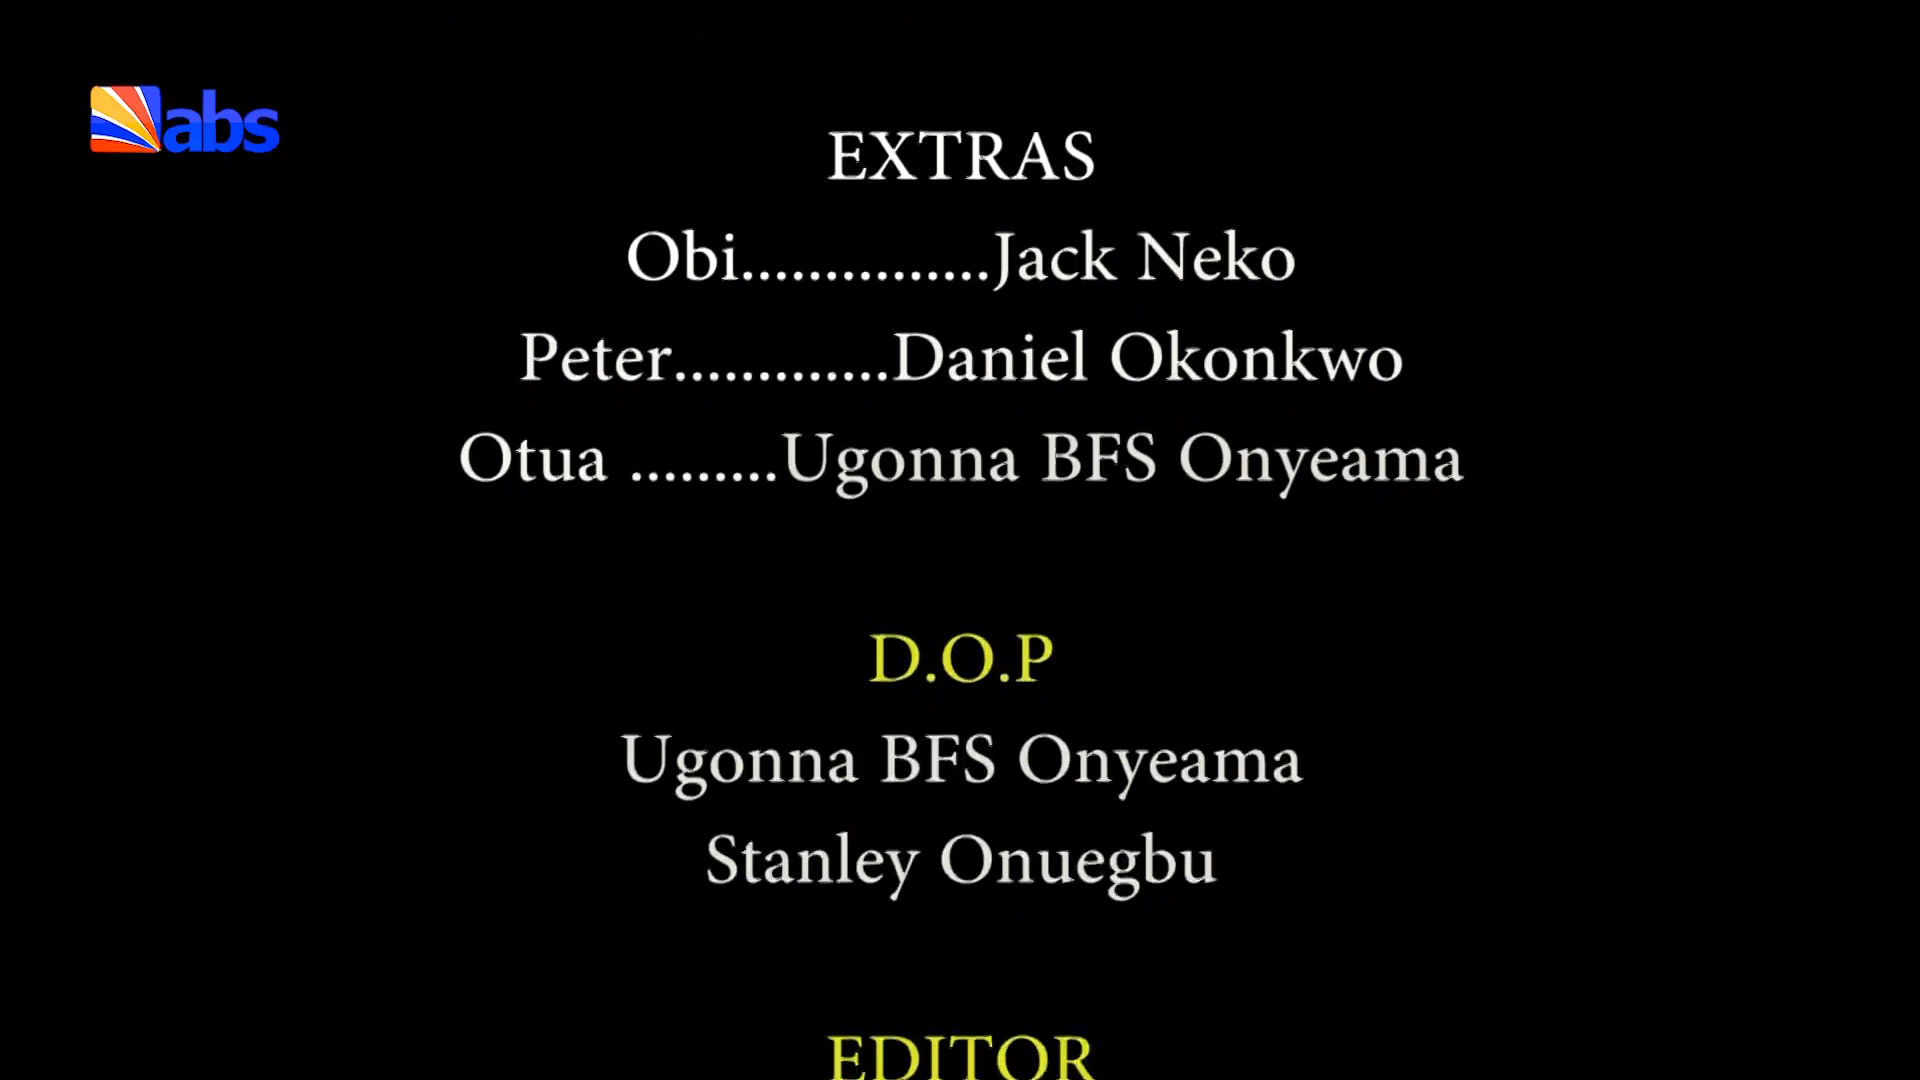 abs
EXTRAS
Obi...............Jack Neko
Peter.............Daniel Okonkwo
Otua .........Ugonna BFS Onyeama
D.O.P
Ugonna BFS Onyeama
Stanley Onuegbu
EDITOR